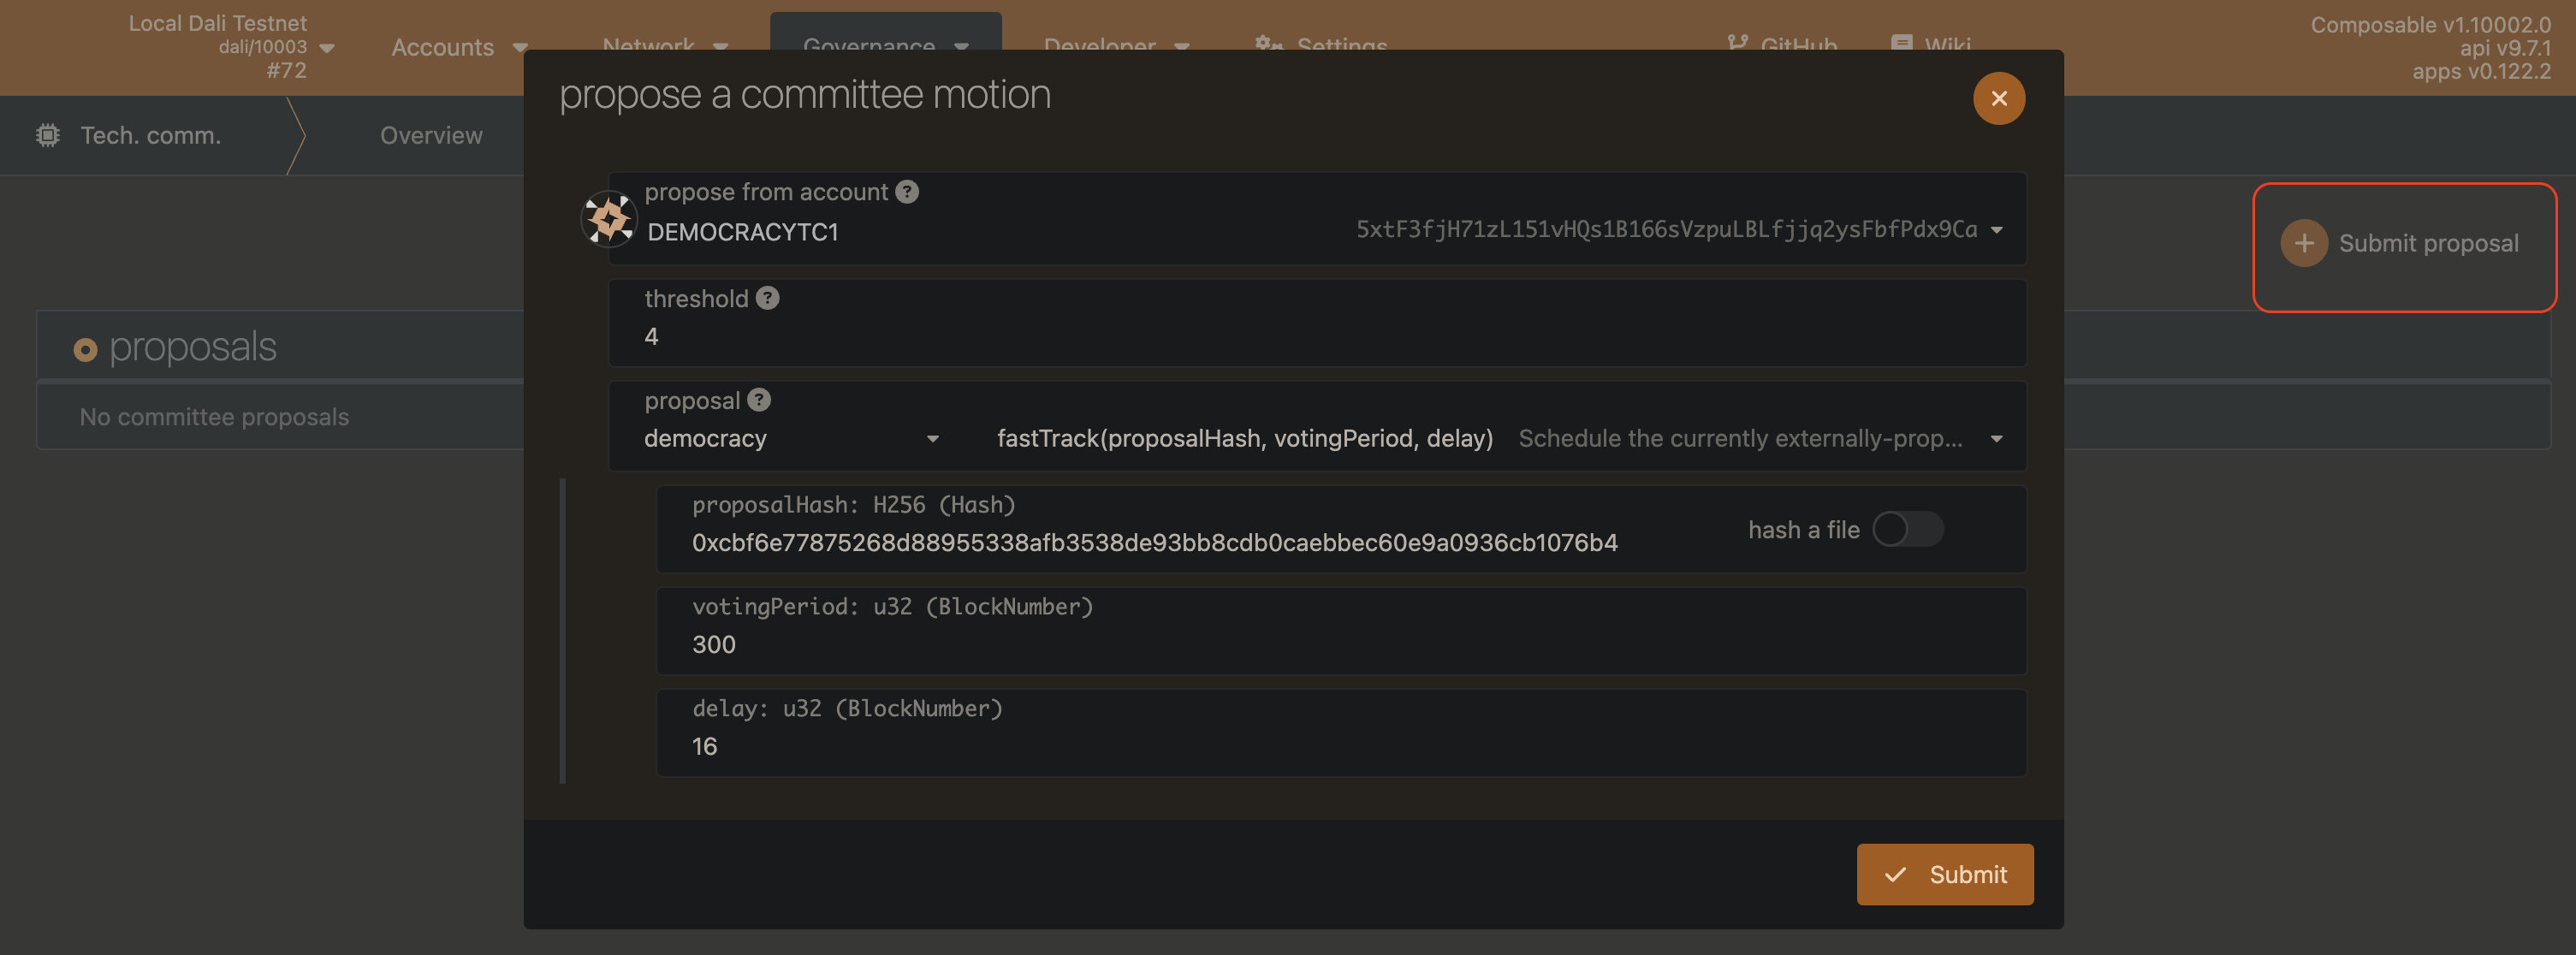 Local Dali Testnet
dali/10003
#72
Accounts
Network
Governance
Developer
Settings
GitHub
Wiki
Composable v1.10002.0
api v9.7.1
apps v0.122.2
Tech. comm.
Overview
propose a committee motion
Submit proposal
propose from account ?
DEMOCRACYTC1 5xtF3fjH71zL151vHQs1B166sVzpuLBLfjjq2ysFbfPdx9Ca
threshold ?
4
proposals
No committee proposals
proposal ?
democracy fastTrack(proposalHash, votingPeriod, delay) Schedule the currently externally-prop...
proposalHash: H256 (Hash)
0xcbf6e77875268d88955338afb3538de93bb8cdb0caebbec60e9a0936cb1076b4
hash a file
votingPeriod: u32 (BlockNumber)
300
delay: u32 (BlockNumber)
16
Submit